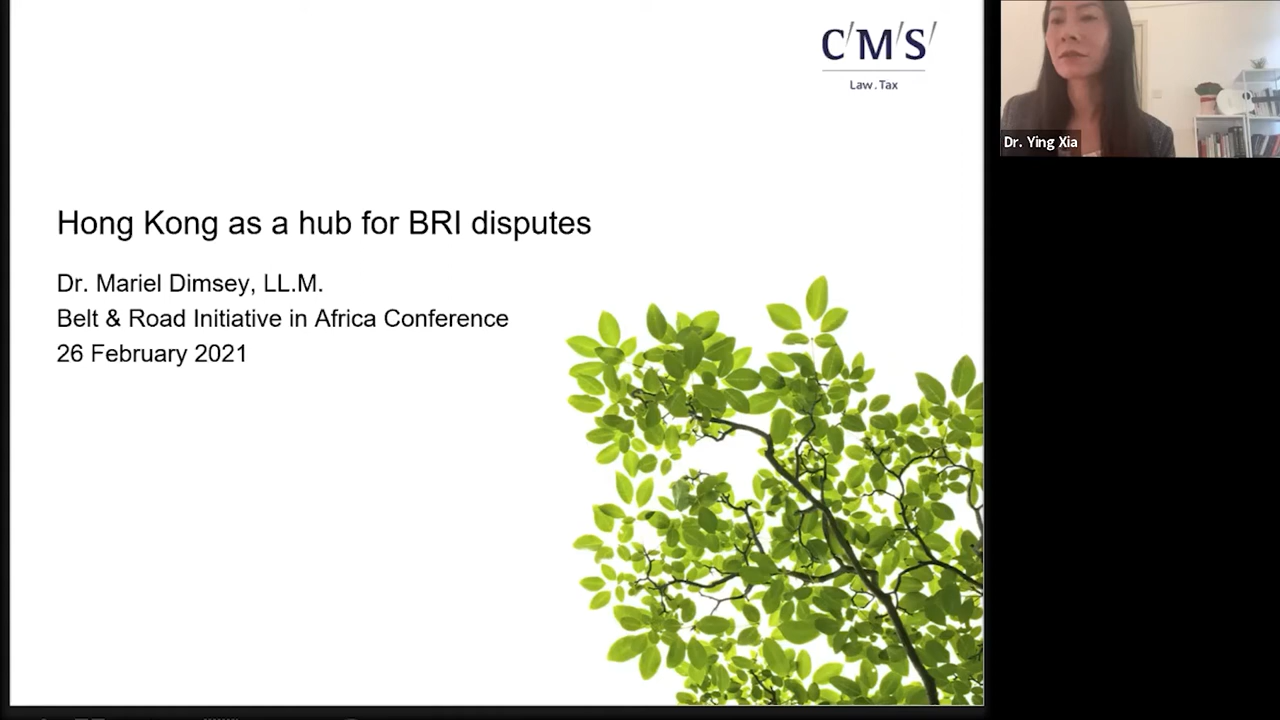 C/M/S/
Law.Tax
Hong Kong as a hub for BRI disputes
Dr. Mariel Dimsey, LL.M.
Belt & Road Initiative in Africa Conference
26 February 2021
Dr. Ying Xia